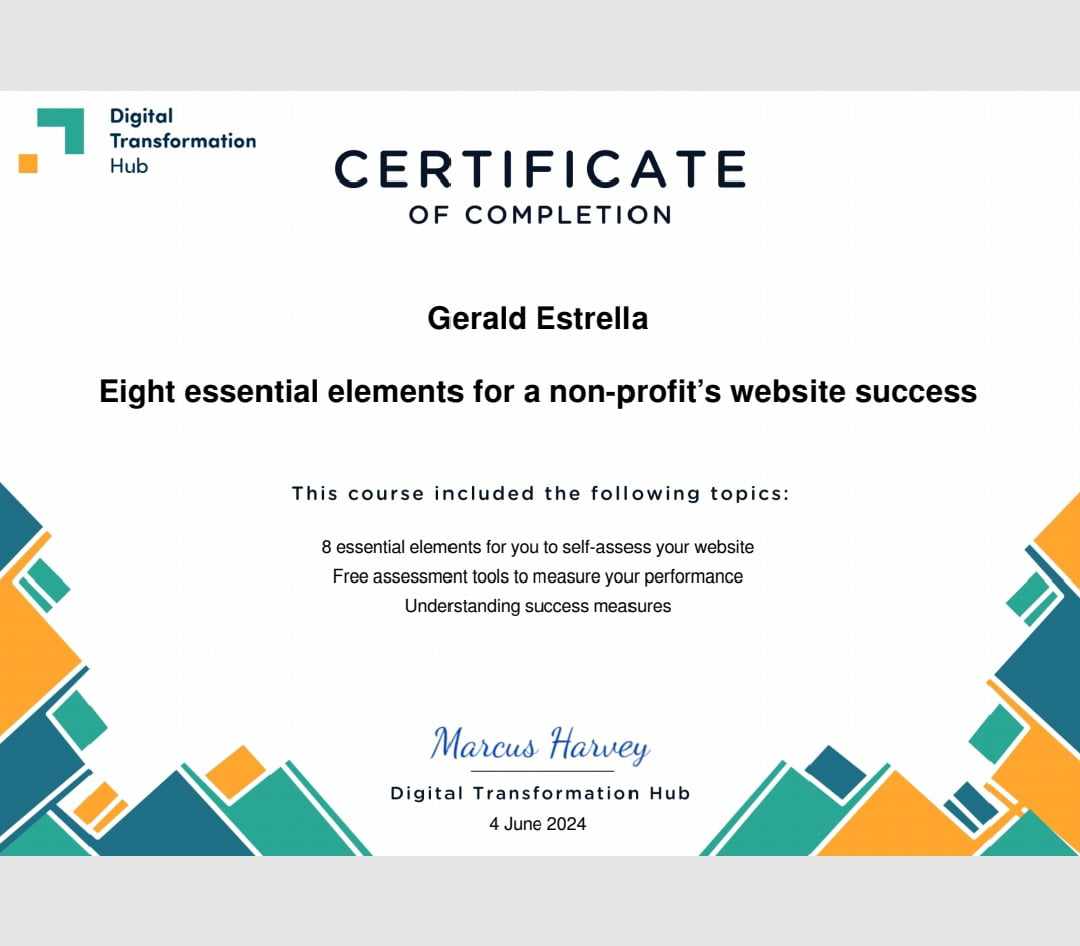 Digital
Transformation
Hub
CERTIFICATE
OF COMPLETION
Gerald Estrella
Eight essential elements for a non-profit’s website success
This course included the following topics:
8 essential elements for you to self-assess your website
Free assessment tools to measure your performance
Understanding success measures
Marcus Harvey
Digital Transformation Hub
4 June 2024